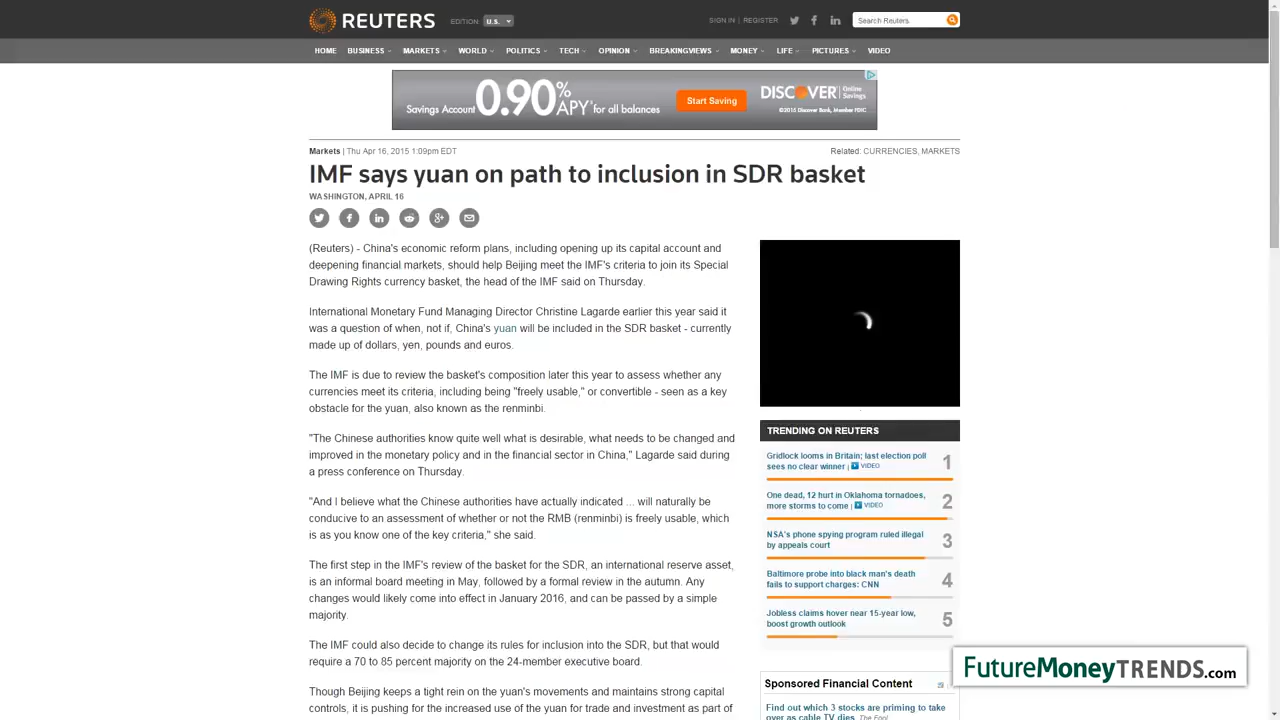 REUTERS
EDITION: U.S.
SIGN IN | REGISTER
Search Reuters
HOME BUSINESS MARKETS WORLD POLITICS TECH OPINION BREAKINGVIEWS MONEY LIFE PICTURES VIDEO
Savings Account 0.90% APY* for all balances
Start Saving
DISCOVER Online Savings
©2015 Discover Bank, Member FDIC
Markets | Thu Apr 16, 2015 1:09pm EDT
Related: CURRENCIES, MARKETS
IMF says yuan on path to inclusion in SDR basket
WASHINGTON, APRIL 16
(Reuters) - China's economic reform plans, including opening up its capital account and
deepening financial markets, should help Beijing meet the IMF's criteria to join its Special
Drawing Rights currency basket, the head of the IMF said on Thursday.
International Monetary Fund Managing Director Christine Lagarde earlier this year said it
was a question of when, not if, China's yuan will be included in the SDR basket - currently
made up of dollars, yen, pounds and euros.
The IMF is due to review the basket's composition later this year to assess whether any
currencies meet its criteria, including being "freely usable," or convertible - seen as a key
obstacle for the yuan, also known as the renminbi.
"The Chinese authorities know quite well what is desirable, what needs to be changed and
improved in the monetary policy and in the financial sector in China," Lagarde said during
a press conference on Thursday.
"And I believe what the Chinese authorities have actually indicated ... will naturally be
conducive to an assessment of whether or not the RMB (renminbi) is freely usable, which
is as you know one of the key criteria," she said.
The first step in the IMF's review of the basket for the SDR, an international reserve asset,
is an informal board meeting in May, followed by a formal review in the autumn. Any
changes would likely come into effect in January 2016, and can be passed by a simple
majority.
The IMF could also decide to change its rules for inclusion into the SDR, but that would
require a 70 to 85 percent majority on the 24-member executive board.
Though Beijing keeps a tight rein on the yuan's movements and maintains strong capital
controls, it is pushing for the increased use of the yuan for trade and investment as part of
TRENDING ON REUTERS
Gridlock looms in Britain; last election poll
sees no clear winner | VIDEO
1
One dead, 12 hurt in Oklahoma tornadoes,
more storms to come | VIDEO
2
NSA's phone spying program ruled illegal
by appeals court
3
Baltimore probe into black man's death
fails to support charges: CNN
4
Jobless claims hover near 15-year low,
boost growth outlook
5
Sponsored Financial Content
Find out which 3 stocks are priming to take
over as cable TV dies The Fool
FutureMoneyTRENDS.com